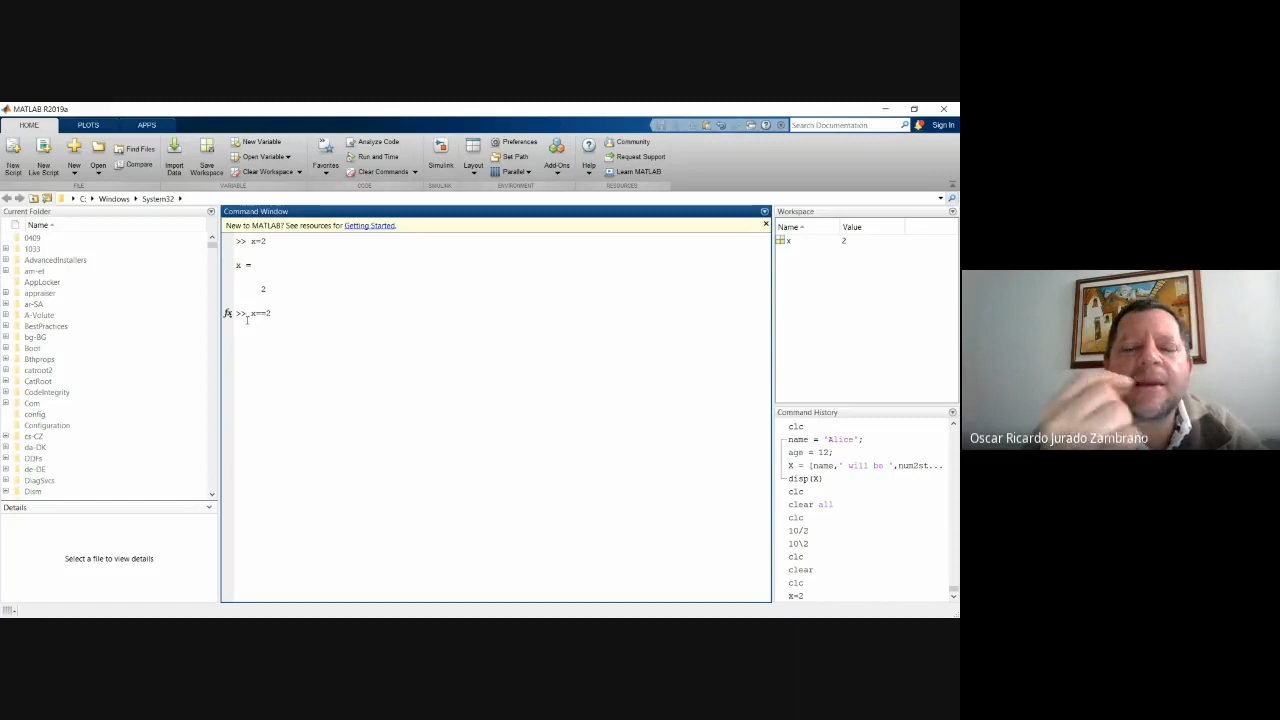 MATLAB R2019a
HOME PLOTS APPS
Search Documentation
Sign In
New Script
New Live Script
New
Open
Find Files
Compare
Import Data
Save Workspace
New Variable
Open Variable
Clear Workspace
Favorites
Analyze Code
Run and Time
Clear Commands
Simulink
Layout
Preferences
Set Path
Parallel
Add-Ons
Help
Community
Request Support
Learn MATLAB
FILE VARIABLE CODE SIMULINK ENVIRONMENT RESOURCES
C: Windows System32
Current Folder
Name
0409
1033
AdvancedInstallers
am-et
AppLocker
appraiser
ar-SA
A-Volute
BestPractices
bg-BG
Boot
Bthprops
catroot2
CatRoot
CodeIntegrity
Com
config
Configuration
cs-CZ
da-DK
DDFs
de-DE
DiagSvcs
Dism
Details
Select a file to view details
Command Window
New to MATLAB? See resources for Getting Started.
>> x=2
x =
2
fx >> x==2
Workspace
Name Value
x 2
Command History
clc
name = 'Alice';
age = 12;
X = [name,' will be ',num2st...
disp(X)
clc
clear all
clc
10/2
10\2
clc
clear
clc
x=2
Oscar Ricardo Jurado Zambrano